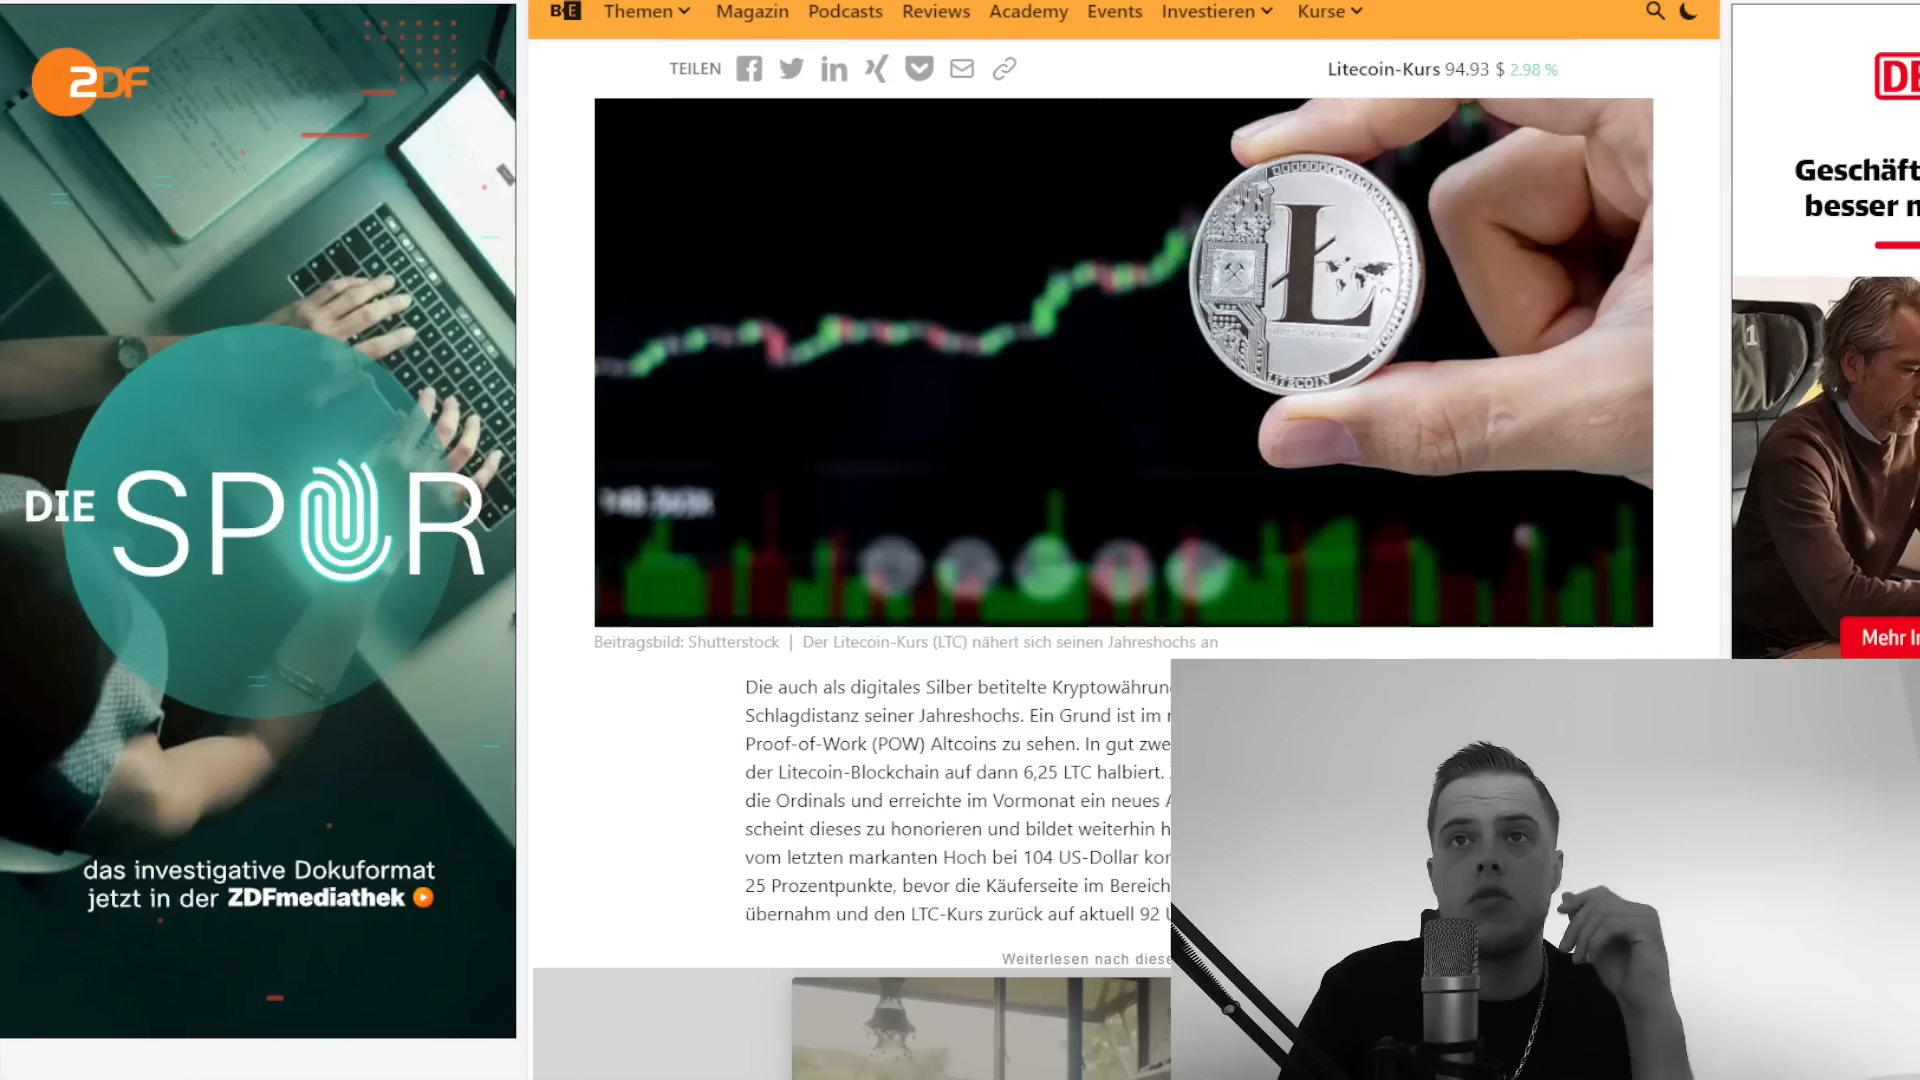 ZDF
DIE SPUR
das investigative Dokuformat
jetzt in der ZDFmediathek
BE Themen Magazin Podcasts Reviews Academy Events Investieren Kurse
TEILEN
Litecoin-Kurs 94.93 $ 2.98 %
LITECOIN
Beitragsbild: Shutterstock | Der Litecoin-Kurs (LTC) nähert sich seinen Jahreshochs an
Die auch als digitales Silber betitelte
Schlagdistanz seiner Jahreshochs. Ein Grund ist im
Proof-of-Work (POW) Altcoins zu sehen. In gut
der Litecoin-Blockchain auf dann 6,25 LTC halbiert.
die Ordinals und erreichte im Vormonat ein neues
scheint dieses zu honorieren und bildet weiterhin
vom letzten markanten Hoch bei 104 US-Dollar
25 Prozentpunkte, bevor die Käuferseite im Bereich
übernahm und den LTC-Kurs zurück auf aktuell 92
Weiterlesen nach
Geschäft
besser
1
Mehr